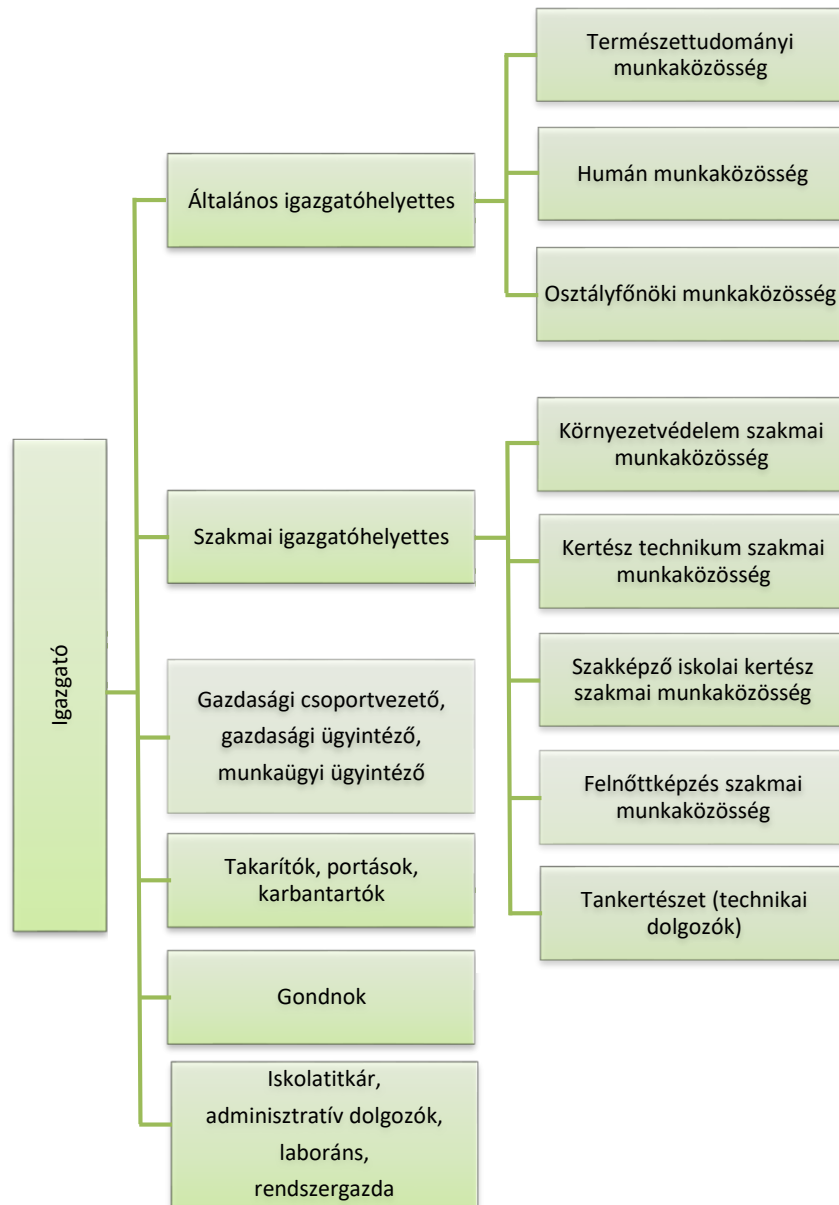 Igazgató
Általános igazgatóhelyettes
Természettudományi
munkaközösség
Humán munkaközösség
Osztályfőnöki munkaközösség
Szakmai igazgatóhelyettes
Környezetvédelem szakmai
munkaközösség
Kertész technikum szakmai
munkaközösség
Szakképző iskolai kertész
szakmai munkaközösség
Felnőttképzés szakmai
munkaközösség
Tankertészet (technikai
dolgozók)
Gazdasági csoportvezető,
gazdasági ügyintéző,
munkaügyi ügyintéző
Takarítók, portások,
karbantartók
Gondnok
Iskolatitkár,
adminisztratív dolgozók,
laboráns,
rendszergazda